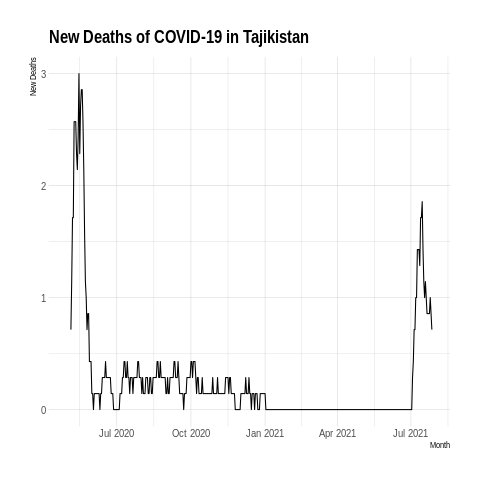 New Deaths of COVID-19 in Tajikistan
New Deaths
3
2
1
0
Jul 2020 Oct 2020 Jan 2021 Apr 2021 Jul 2021
Month